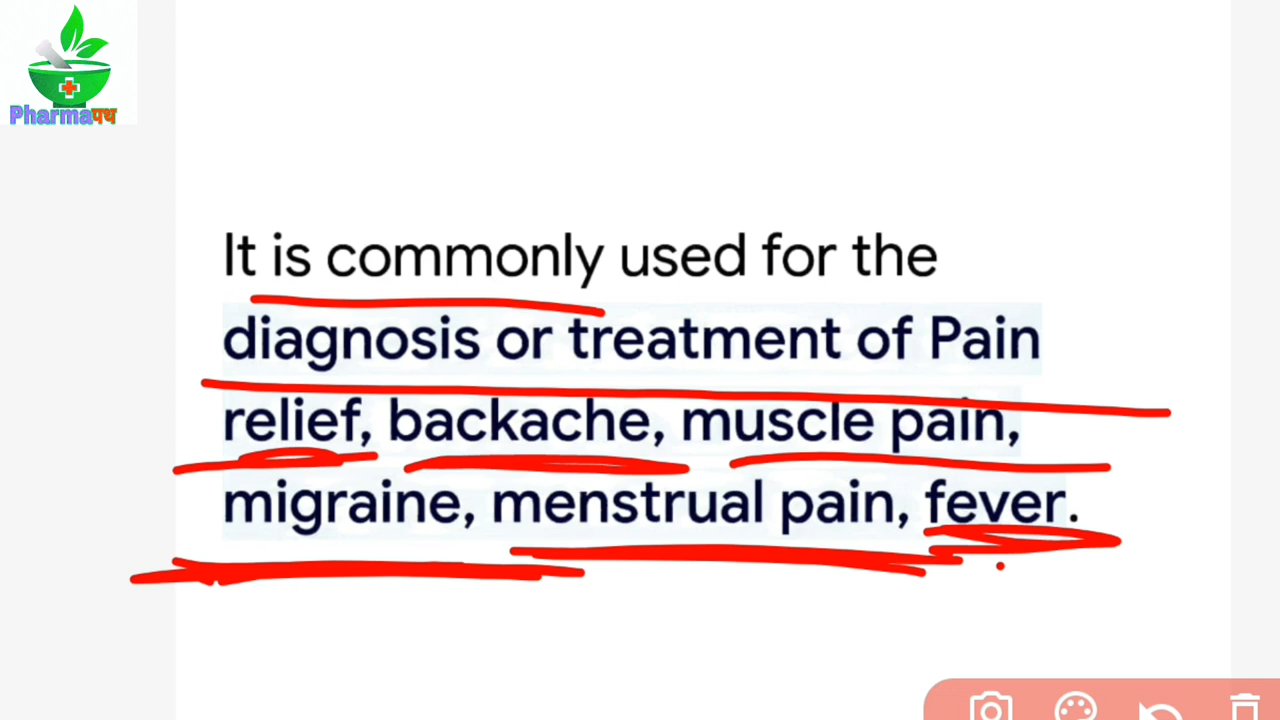 Pharmaपथ
It is commonly used for the
diagnosis or treatment of Pain
relief, backache, muscle pain,
migraine, menstrual pain, fever.